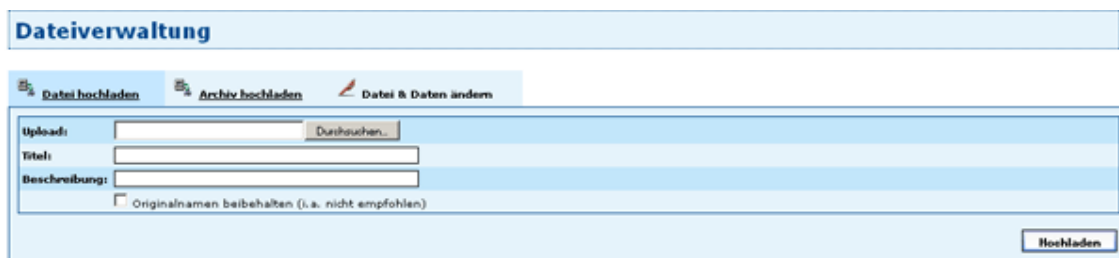 Dateiverwaltung
Datei hochladen Archiv hochladen Datei & Daten ändern
Upload: Durchsuchen...
Titel:
Beschreibung:
Originalnamen beibehalten (i.a. nicht empfohlen)
Hochladen